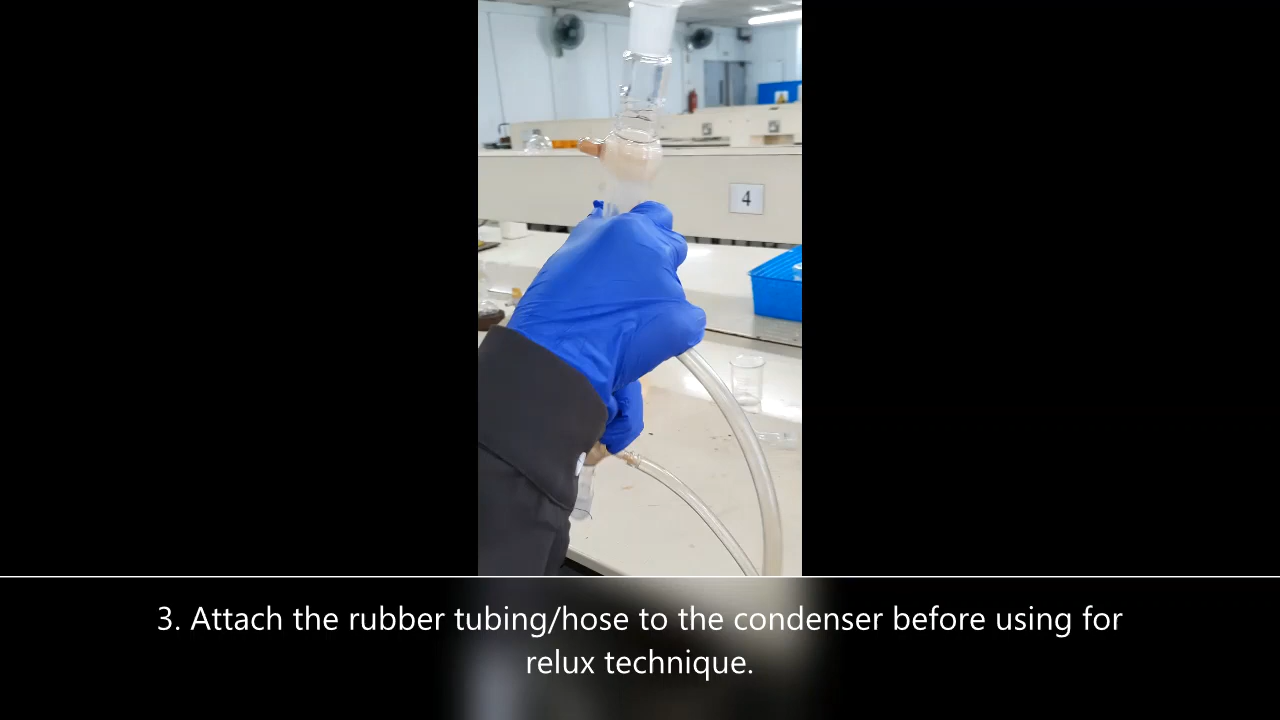 4
3. Attach the rubber tubing/hose to the condenser before using for
relux technique.